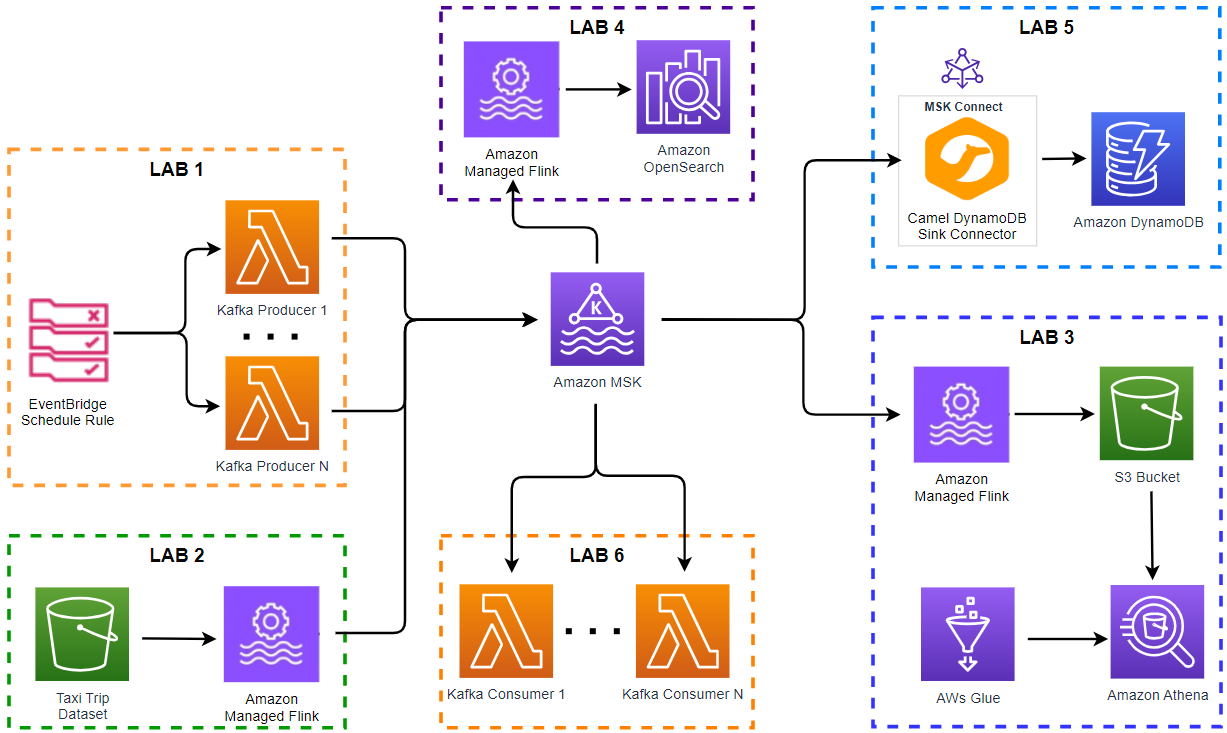 LAB 1
Kafka Producer 1
EventBridge
Schedule Rule
Kafka Producer N
LAB 2
Taxi Trip
Dataset
Amazon
Managed Flink
LAB 4
Amazon
Managed Flink
Amazon
OpenSearch
K
Amazon MSK
LAB 6
Kafka Consumer 1
Kafka Consumer N
LAB 5
MSK Connect
Camel DynamoDB
Sink Connector
Amazon DynamoDB
LAB 3
Amazon
Managed Flink
S3 Bucket
AWs Glue
Amazon Athena